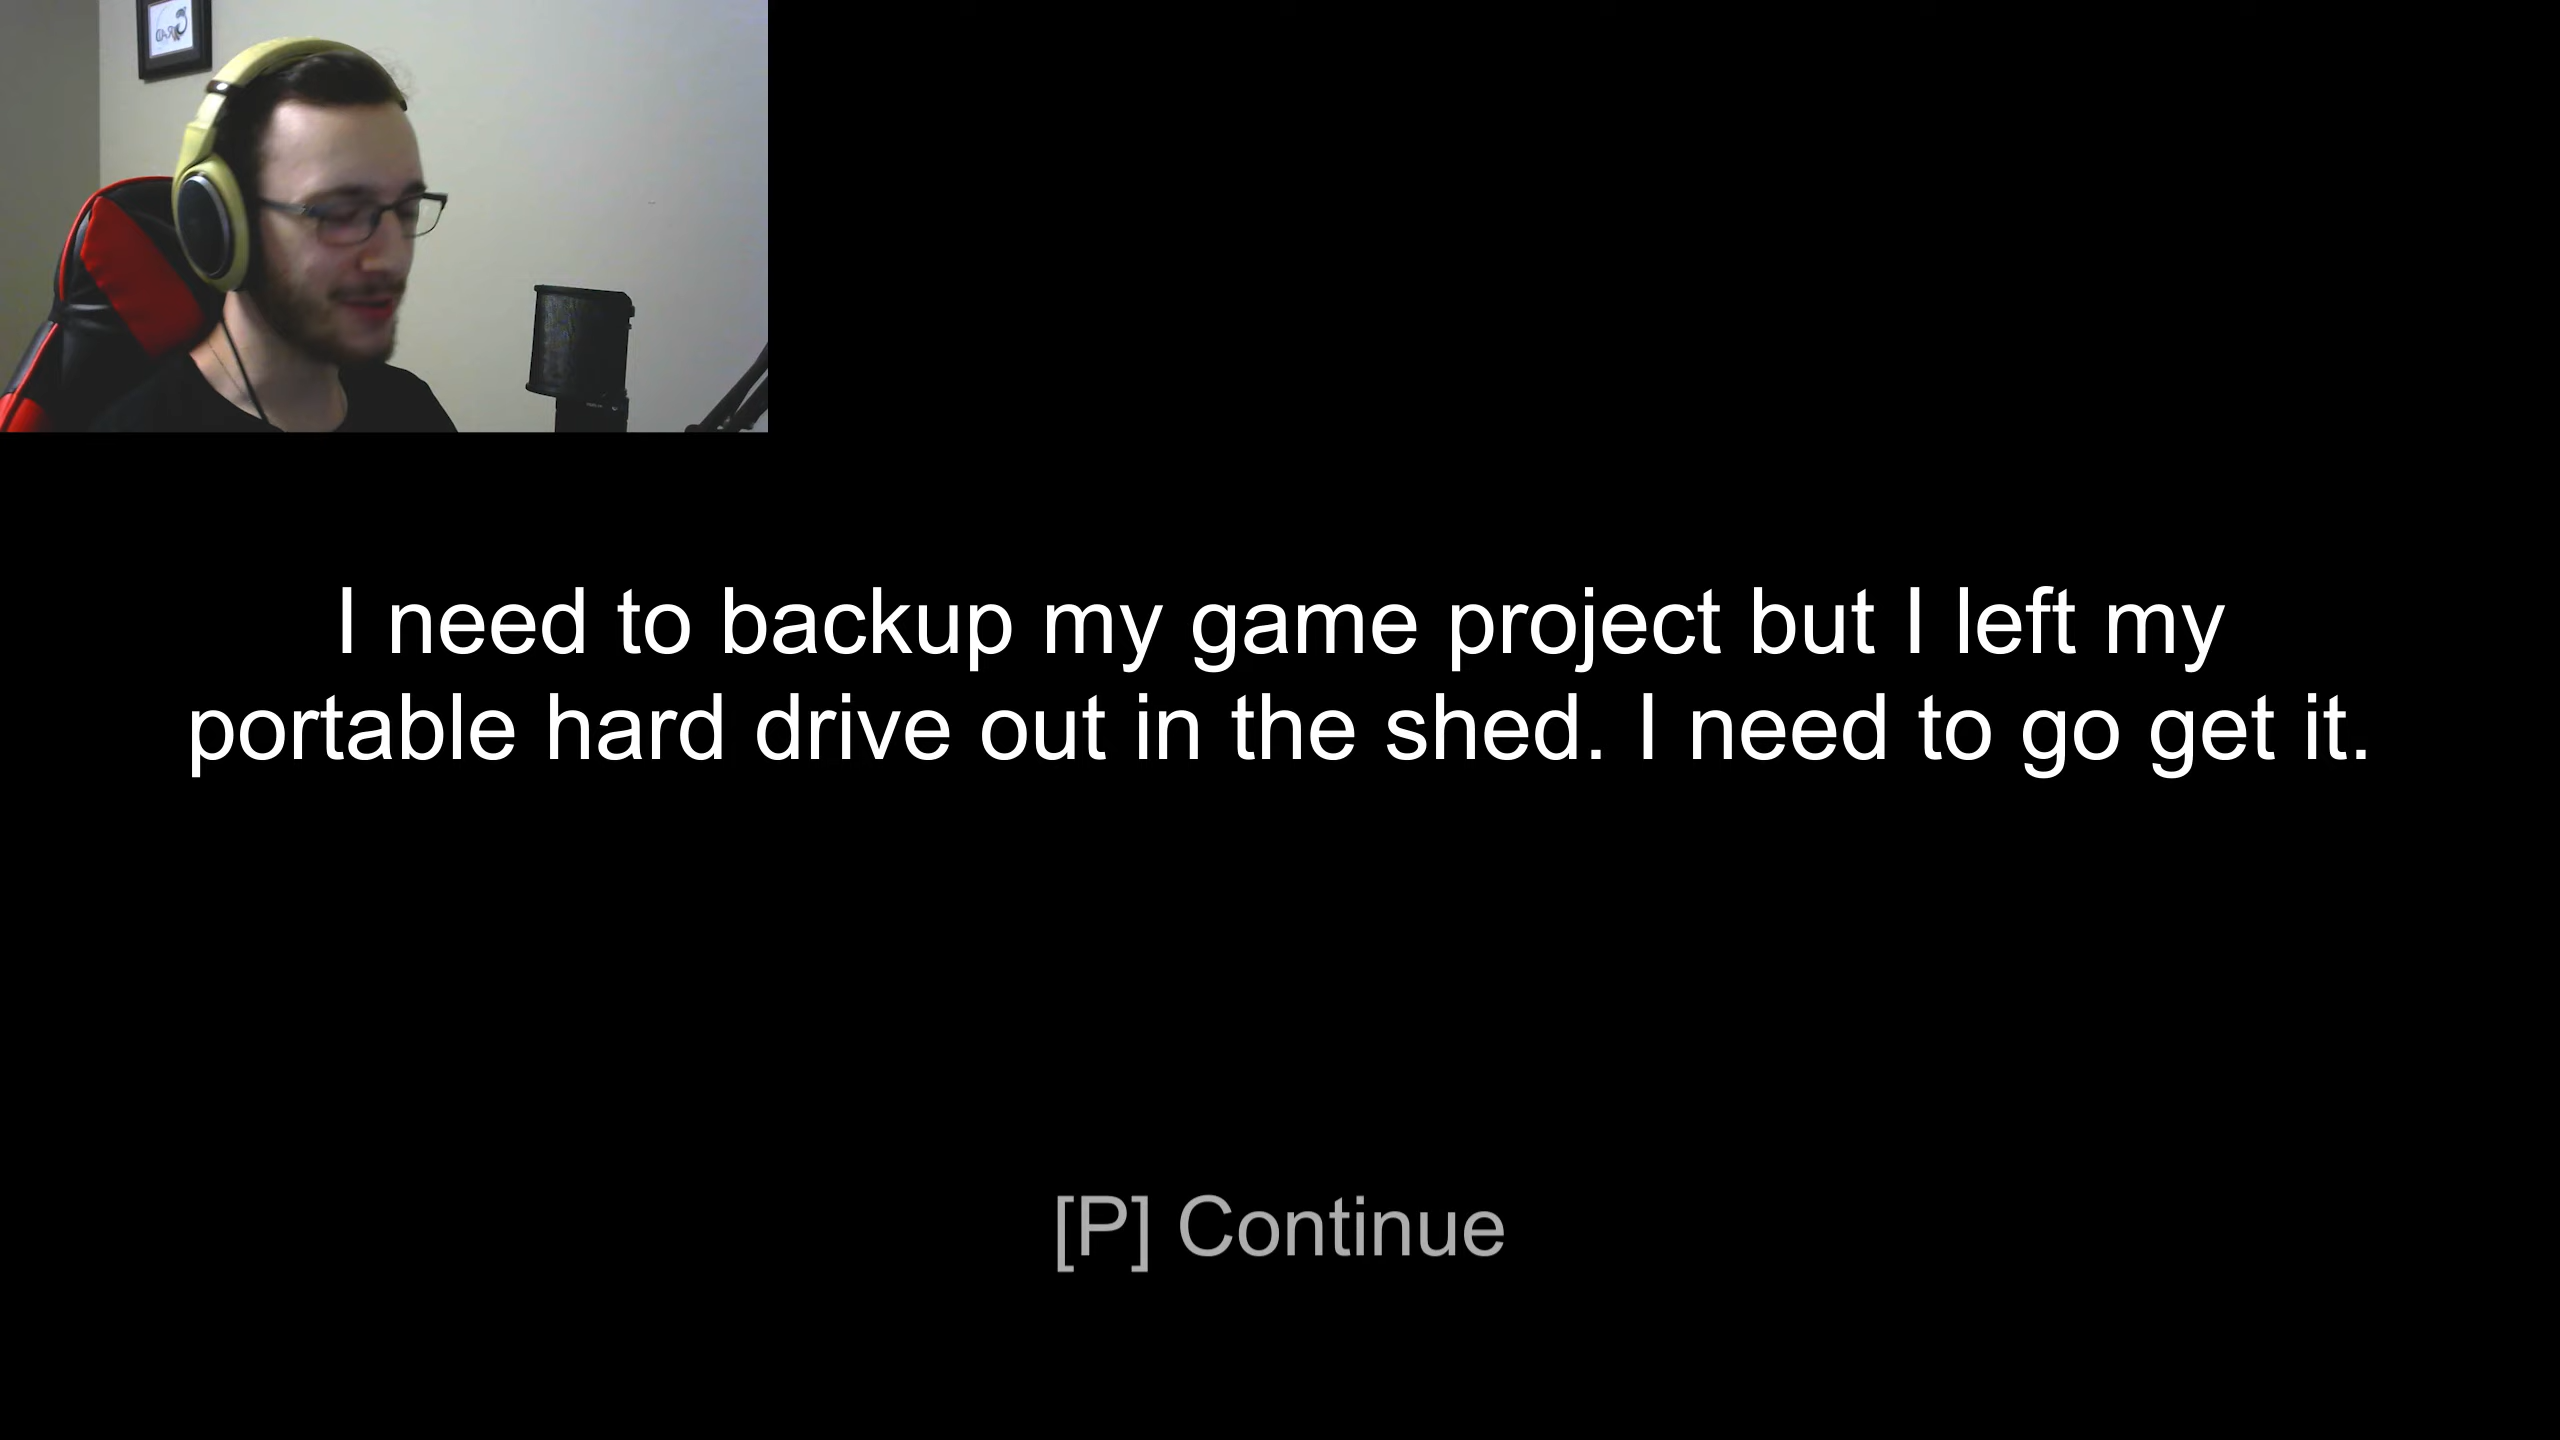 I need to backup my game project but I left my
portable hard drive out in the shed. I need to go get it.
[P] Continue